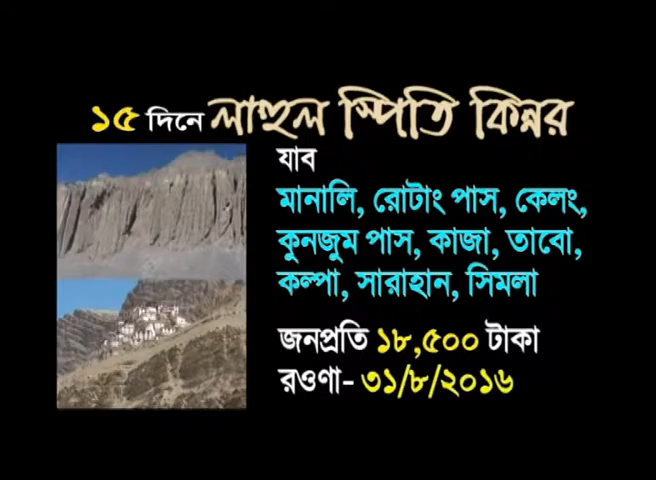 ১৫ দিনে লাহুল স্পিতি কিন্নর
যাব
মানালি, রোটাং পাস, কেলং,
কুনজুম পাস, কাজা, তাবো,
কল্পা, সারাহান, সিমলা
জনপ্রতি ১৮,৫০০ টাকা
রওণা- ৩১/৮/২০১৬